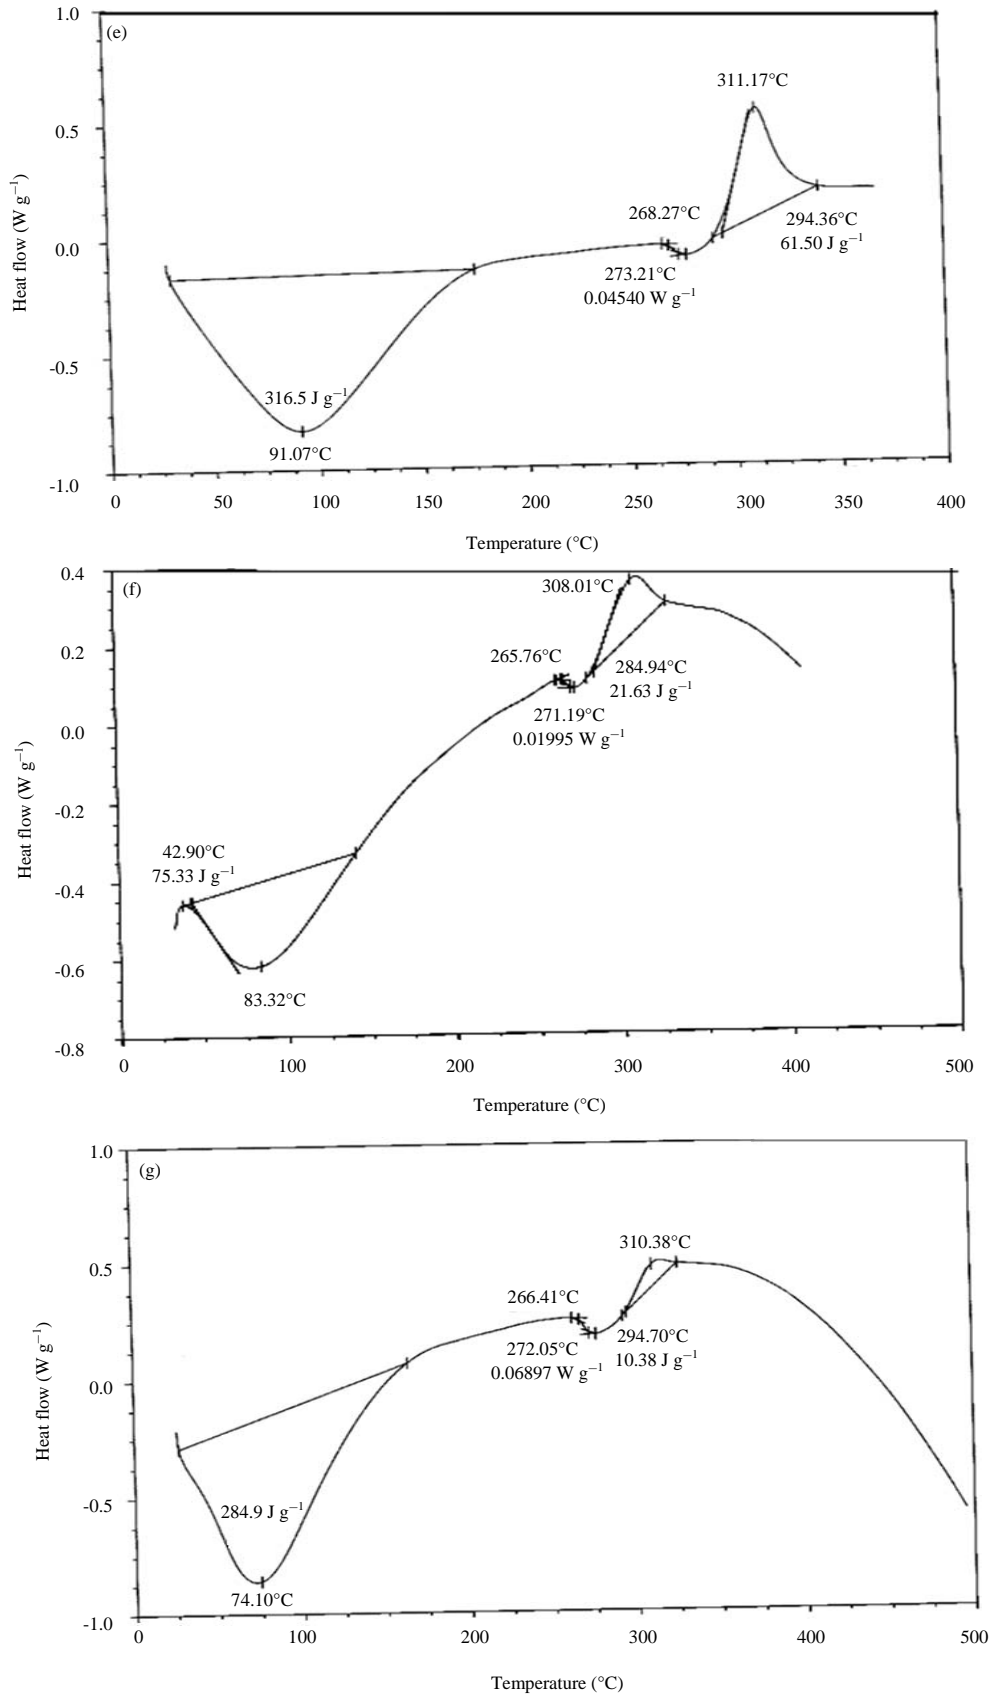 (e)
1.0
0.5
0.0
-0.5
-1.0
Heat flow (W g⁻¹)
311.17°C
268.27°C
294.36°C
61.50 J g⁻¹
273.21°C
0.04540 W g⁻¹
316.5 J g⁻¹
91.07°C
0 50 100 150 200 250 300 350 400
Temperature (°C)
(f)
0.4
0.2
0.0
-0.2
-0.4
-0.6
-0.8
Heat flow (W g⁻¹)
308.01°C
265.76°C
284.94°C
21.63 J g⁻¹
271.19°C
0.01995 W g⁻¹
42.90°C
75.33 J g⁻¹
83.32°C
0 100 200 300 400 500
Temperature (°C)
(g)
1.0
0.5
0.0
-0.5
-1.0
Heat flow (W g⁻¹)
310.38°C
266.41°C
294.70°C
10.38 J g⁻¹
272.05°C
0.06897 W g⁻¹
284.9 J g⁻¹
74.10°C
0 100 200 300 400 500
Temperature (°C)